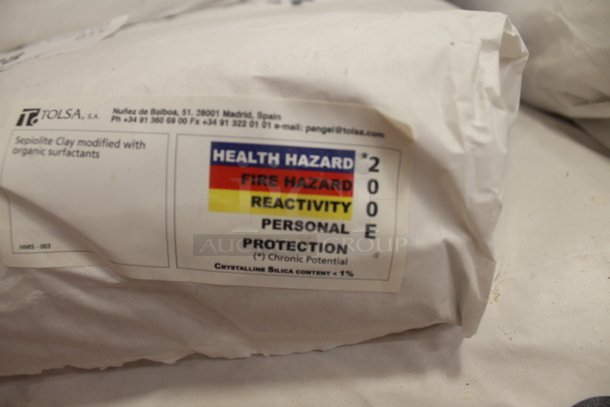 TOLSA, S.A.
Nuñez de Balboa, 51, 28001 Madrid, Spain
Ph +34 91 360 69 00 Fx +34 91 322 01 01 e-mail: pangel@tolsa.com
Sepiolite Clay modified with
organic surfactants
HMIS - 003
HEALTH HAZARD *2
FIRE HAZARD 0
REACTIVITY 0
PERSONAL E
PROTECTION
(*) Chronic Potential
CRYSTALLINE SILICA CONTENT < 1%